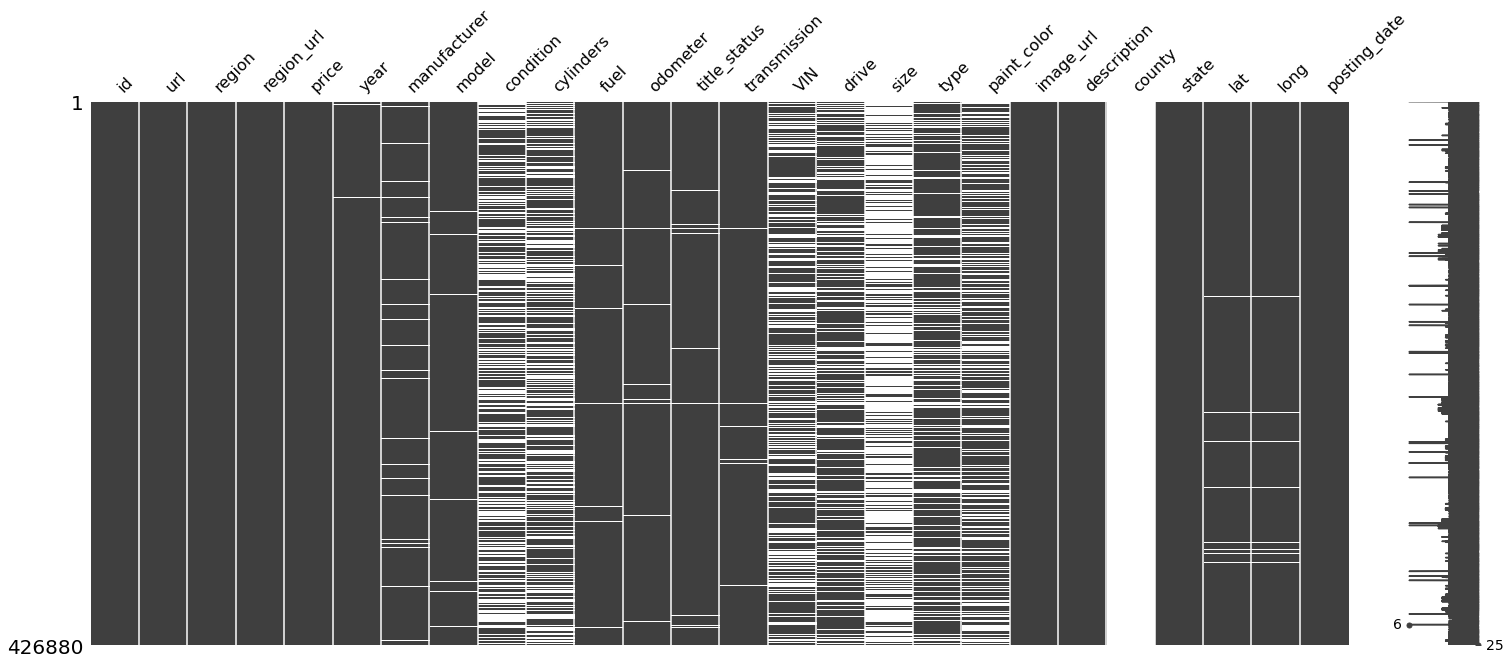 id
url
region
region_url
price
year
manufacturer
model
condition
cylinders
fuel
odometer
title_status
transmission
VIN
drive
size
type
paint_color
image_url
description
county
state
lat
long
posting_date
1
426880
6
25